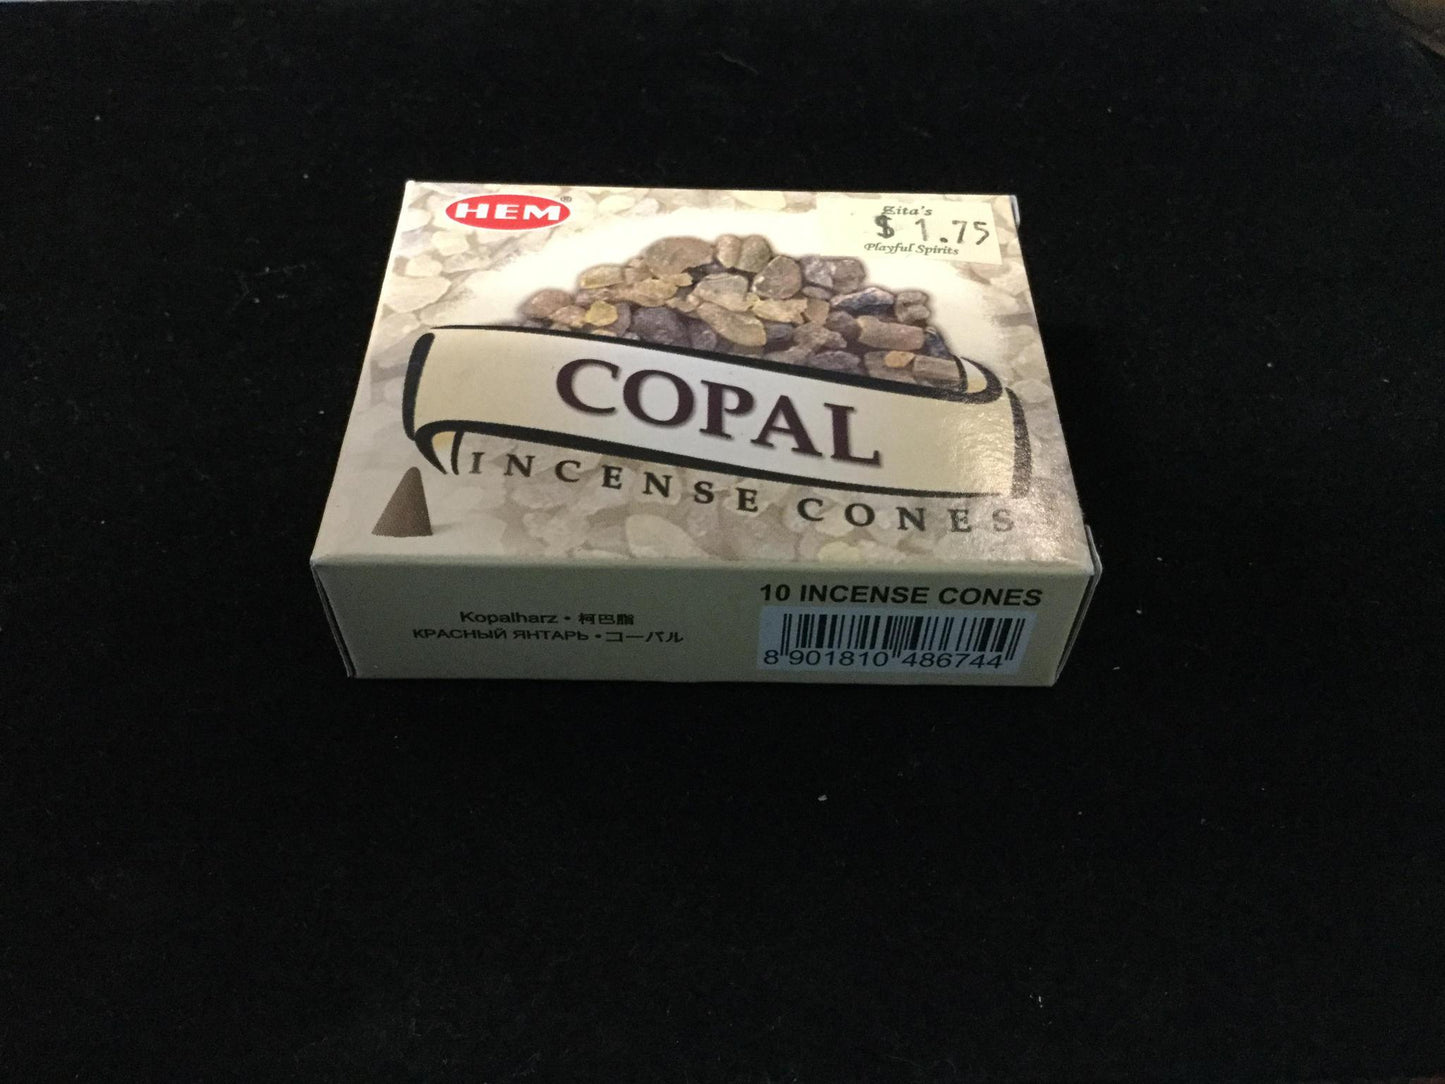 HEM®
Zita's
$ 1.75
Playful Spirits
COPAL
INCENSE CONES
10 INCENSE CONES
Kopalharz • 柯巴脂
КРАСНЫЙ ЯНТАРЬ • コーパル
8 901810 486744